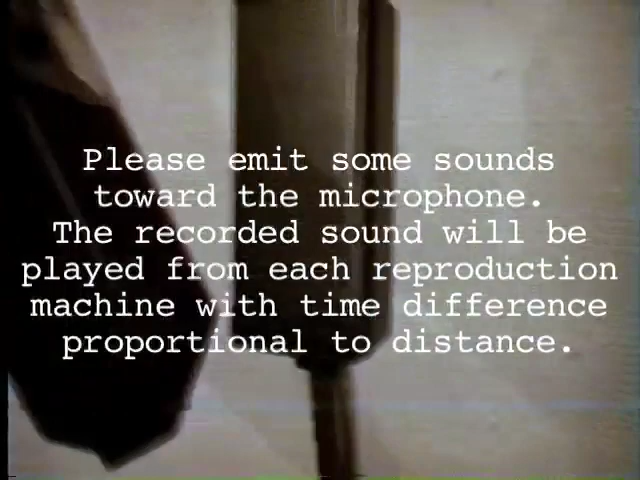 Please emit some sounds
toward the microphone.
The recorded sound will be
played from each reproduction
machine with time difference
proportional to distance.